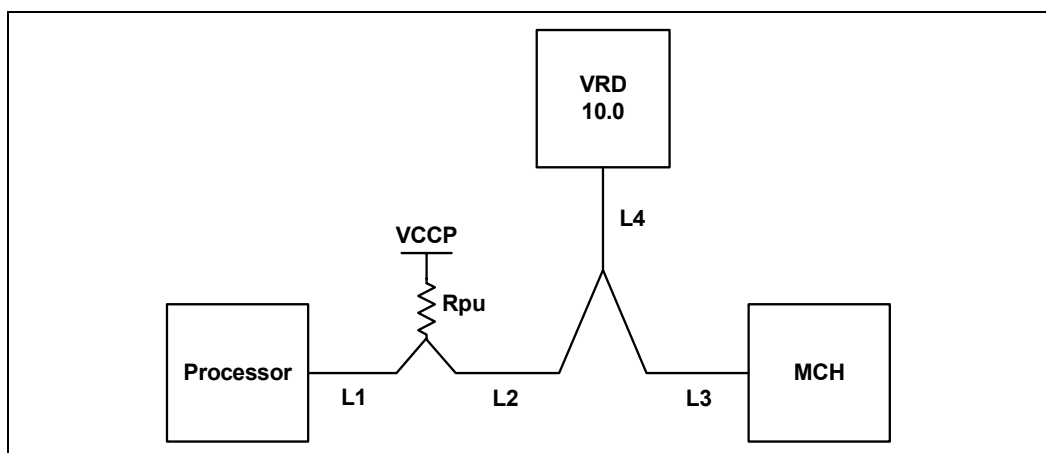 VRD
10.0
L4
VCCP
Rpu
Processor
MCH
L1
L2
L3